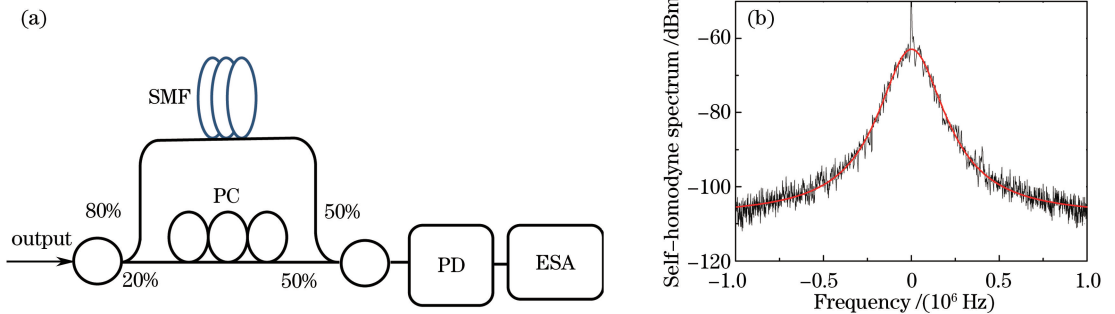 (a)
SMF
PC
80%
50%
output
20%
50%
PD
ESA
(b)
Self-homodyne spectrum /dBm
-60
-80
-100
-120
-1.0
-0.5
0
0.5
1.0
Frequency /(10⁶ Hz)